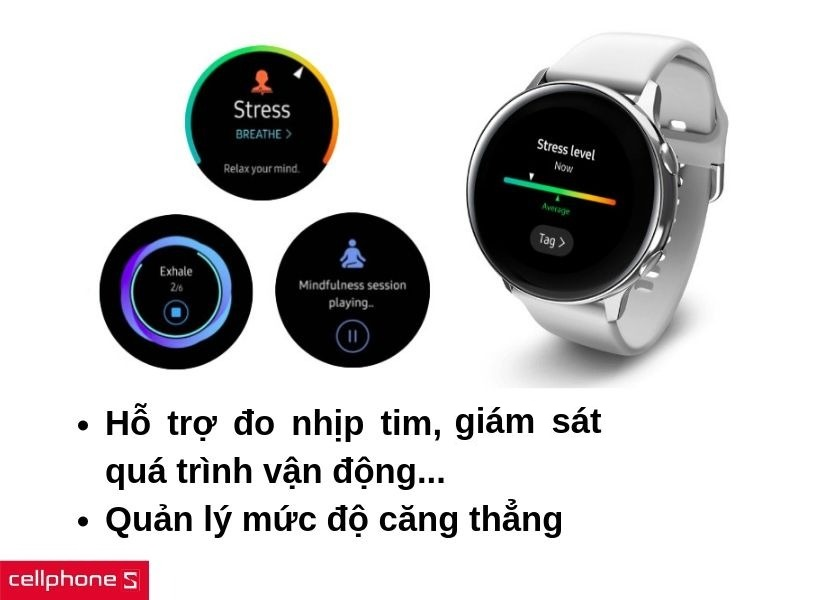 Stress
BREATHE >
Relax your mind.
Exhale
2/6
Mindfulness session
playing..
Stress level
Now
Average
Tag >
• Hỗ trợ đo nhịp tim, giám sát
quá trình vận động...
• Quản lý mức độ căng thẳng
cellphone S